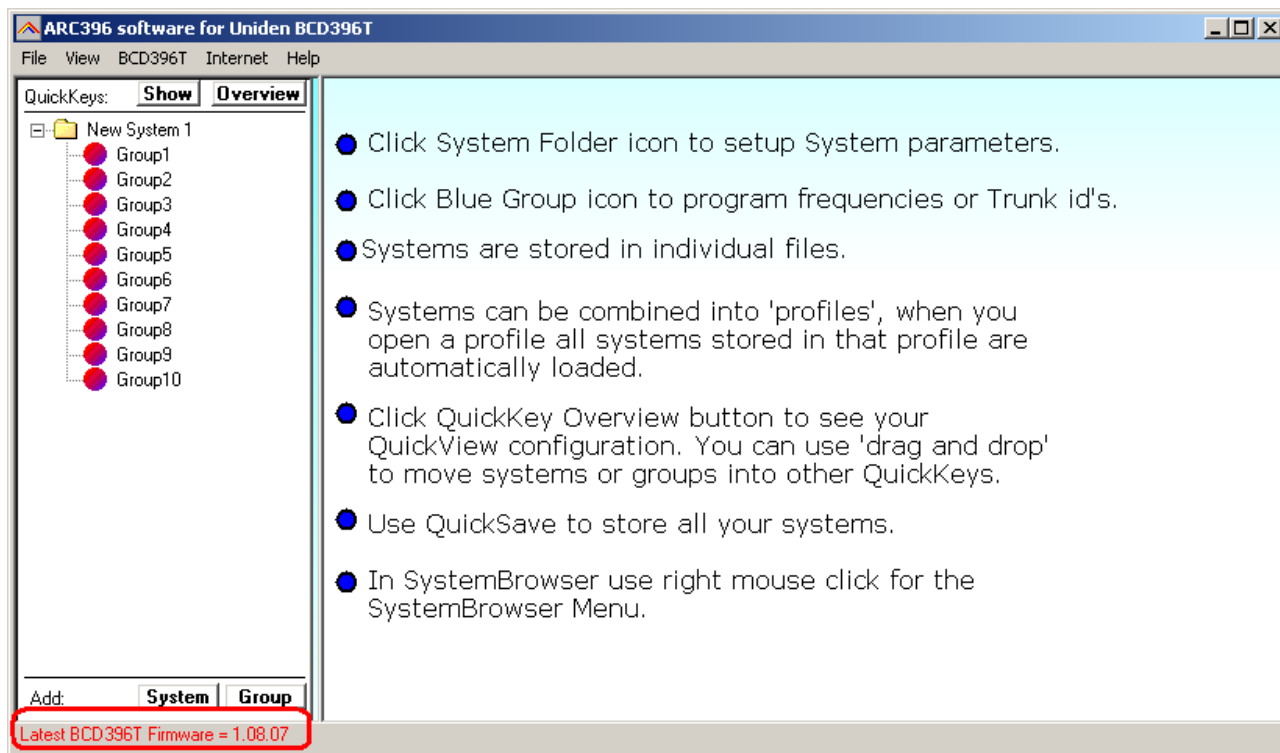 ARC396 software for Uniden BCD396T
File View BCD396T Internet Help
QuickKeys: Show Overview
New System 1
Group1
Group2
Group3
Group4
Group5
Group6
Group7
Group8
Group9
Group10
Add: System Group
Click System Folder icon to setup System parameters.
Click Blue Group icon to program frequencies or Trunk id's.
Systems are stored in individual files.
Systems can be combined into 'profiles', when you
open a profile all systems stored in that profile are
automatically loaded.
Click QuickKey Overview button to see your
QuickView configuration. You can use 'drag and drop'
to move systems or groups into other QuickKeys.
Use QuickSave to store all your systems.
In SystemBrowser use right mouse click for the
SystemBrowser Menu.
Latest BCD396T Firmware = 1.08.07